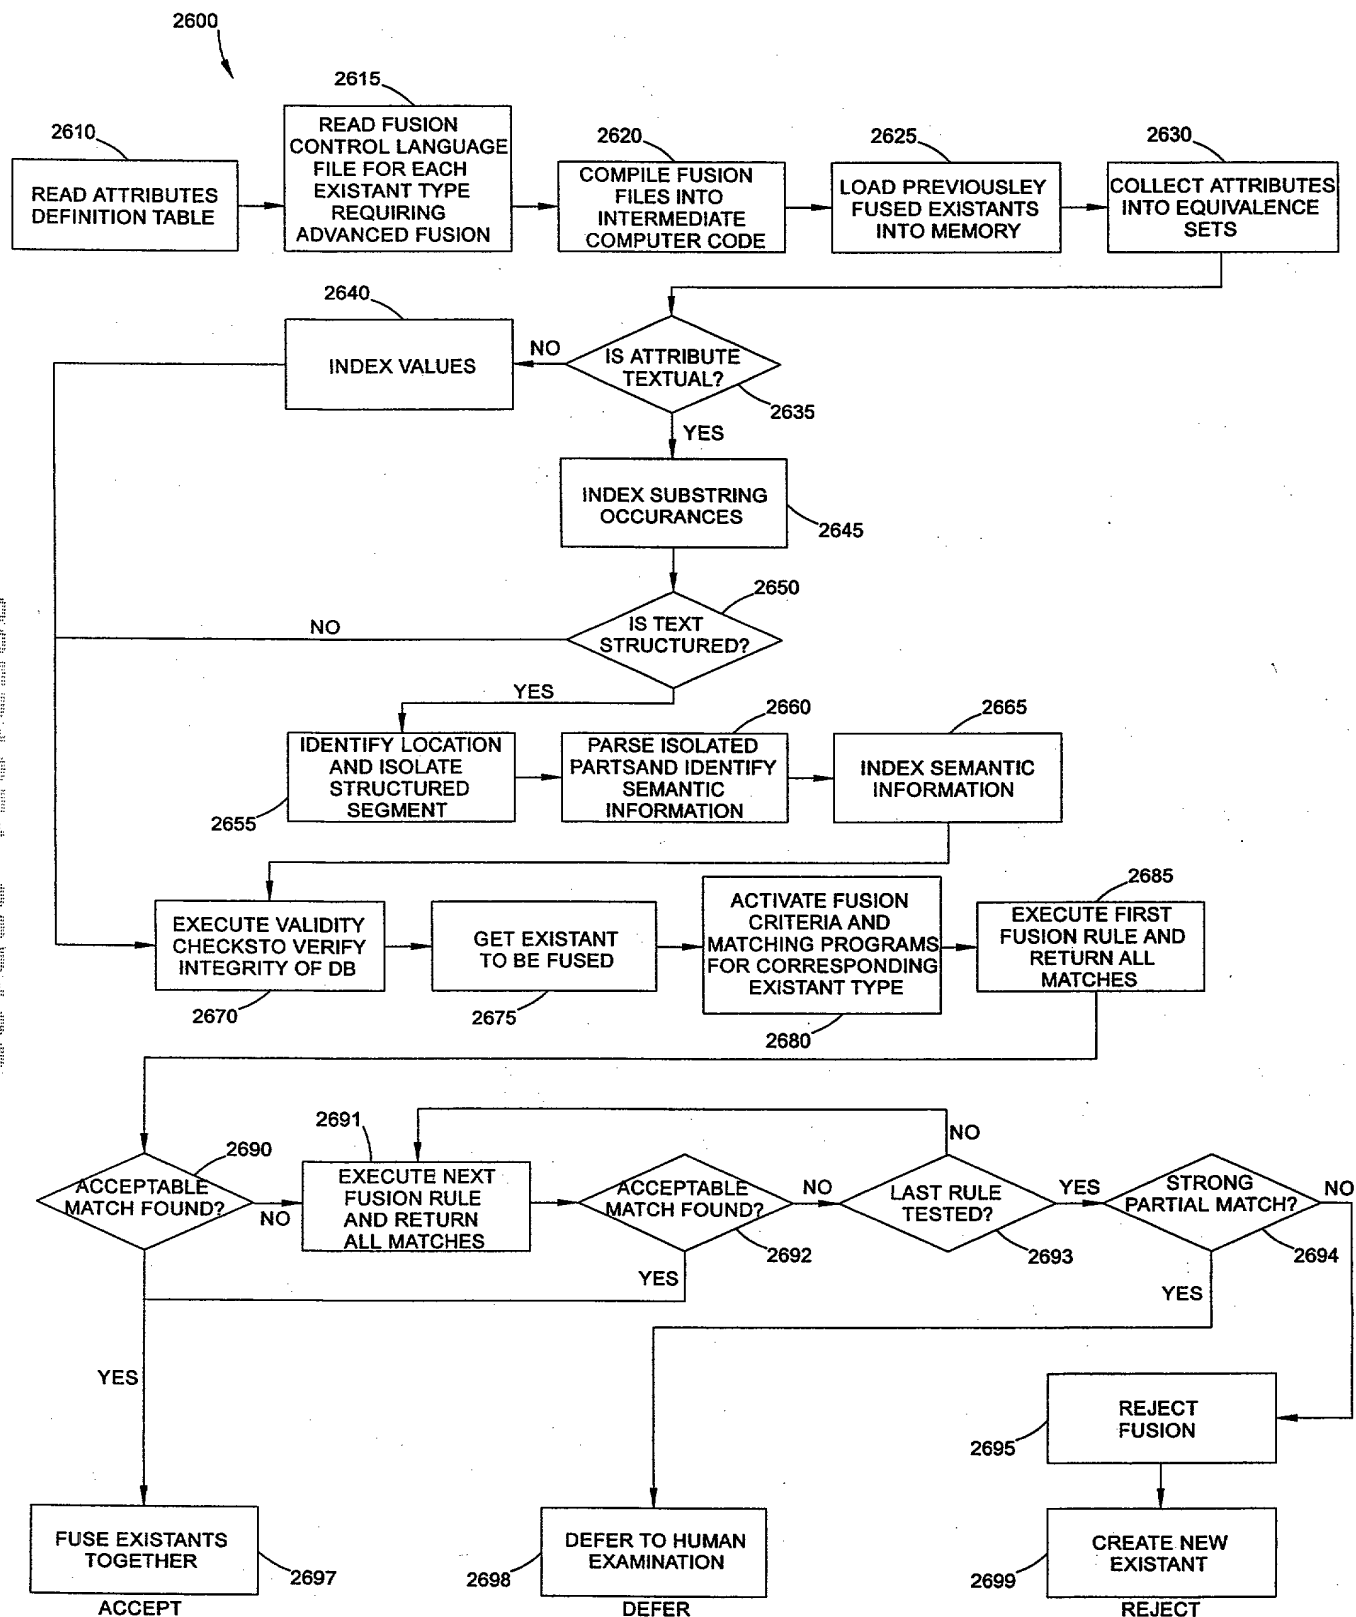 2600
2610
READ ATTRIBUTES
DEFINITION TABLE
2615
READ FUSION
CONTROL LANGUAGE
FILE FOR EACH
EXISTANT TYPE
REQUIRING
ADVANCED FUSION
2620
COMPILE FUSION
FILES INTO
INTERMEDIATE
COMPUTER CODE
2625
LOAD PREVIOUSLEY
FUSED EXISTANTS
INTO MEMORY
2630
COLLECT ATTRIBUTES
INTO EQUIVALENCE
SETS
2640
INDEX VALUES
NO
IS ATTRIBUTE
TEXTUAL?
2635
YES
INDEX SUBSTRING
OCCURANCES
2645
2650
IS TEXT
STRUCTURED?
NO
YES
IDENTIFY LOCATION
AND ISOLATE
STRUCTURED
SEGMENT
2655
2660
PARSE ISOLATED
PARTSAND IDENTIFY
SEMANTIC
INFORMATION
2665
INDEX SEMANTIC
INFORMATION
EXECUTE VALIDITY
CHECKSTO VERIFY
INTEGRITY OF DB
2670
GET EXISTANT
TO BE FUSED
2675
ACTIVATE FUSION
CRITERIA AND
MATCHING PROGRAMS
FOR CORRESPONDING
EXISTANT TYPE
2680
2685
EXECUTE FIRST
FUSION RULE AND
RETURN ALL
MATCHES
2690
ACCEPTABLE
MATCH FOUND?
NO
2691
EXECUTE NEXT
FUSION RULE
AND RETURN
ALL MATCHES
ACCEPTABLE
MATCH FOUND?
2692
NO
YES
NO
LAST RULE
TESTED?
2693
YES
STRONG
PARTIAL MATCH?
2694
NO
YES
YES
REJECT
FUSION
2695
FUSE EXISTANTS
TOGETHER
2697
ACCEPT
DEFER TO HUMAN
EXAMINATION
2698
DEFER
CREATE NEW
EXISTANT
2699
REJECT